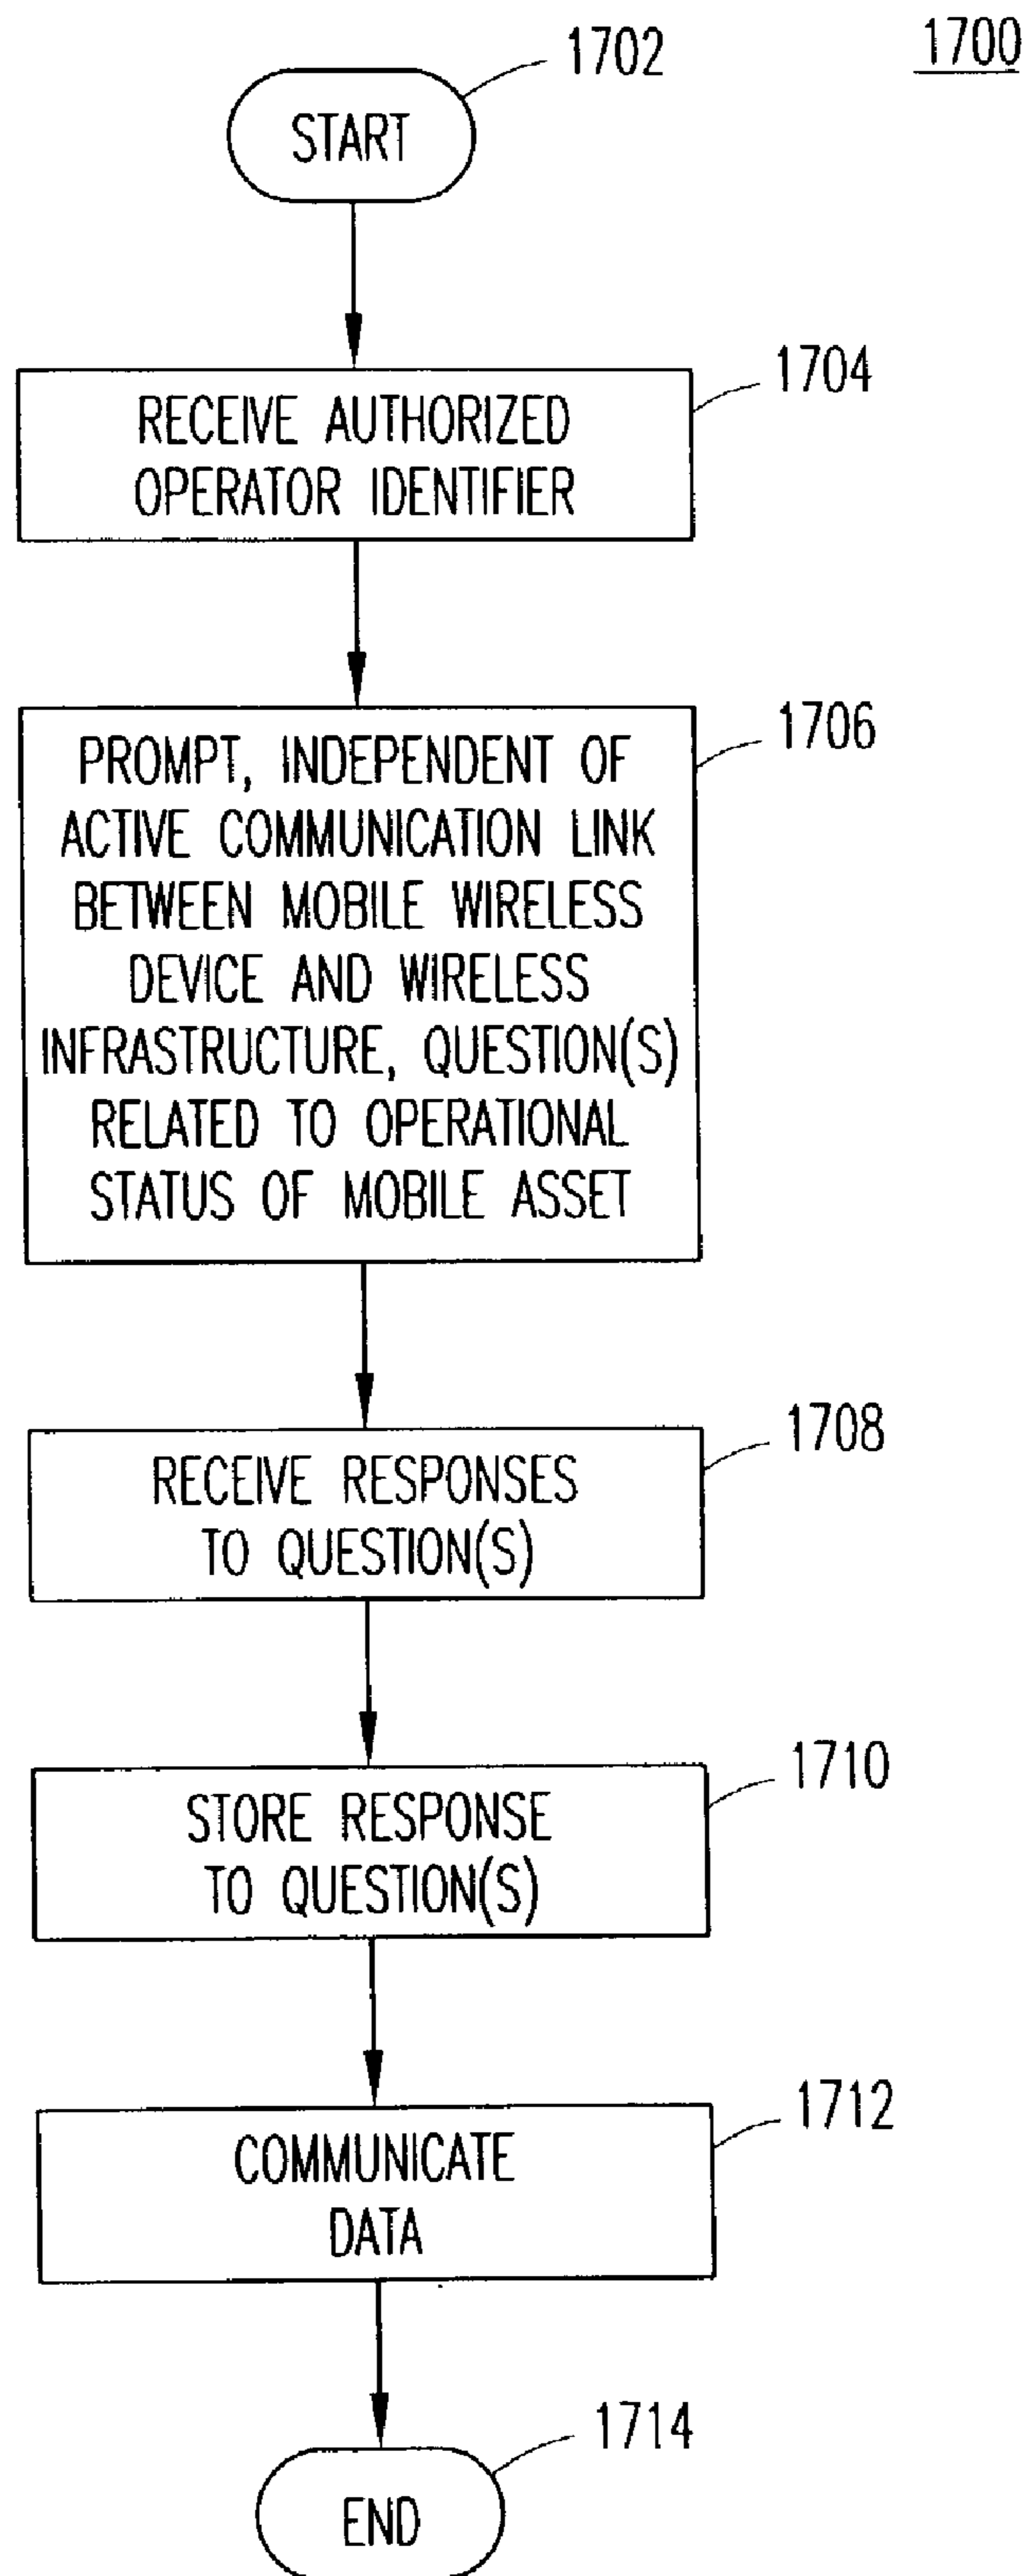 1700
1702
START
1704
RECEIVE AUTHORIZED
OPERATOR IDENTIFIER
1706
PROMPT, INDEPENDENT OF
ACTIVE COMMUNICATION LINK
BETWEEN MOBILE WIRELESS
DEVICE AND WIRELESS
INFRASTRUCTURE, QUESTION(S)
RELATED TO OPERATIONAL
STATUS OF MOBILE ASSET
1708
RECEIVE RESPONSES
TO QUESTION(S)
1710
STORE RESPONSE
TO QUESTION(S)
1712
COMMUNICATE
DATA
1714
END